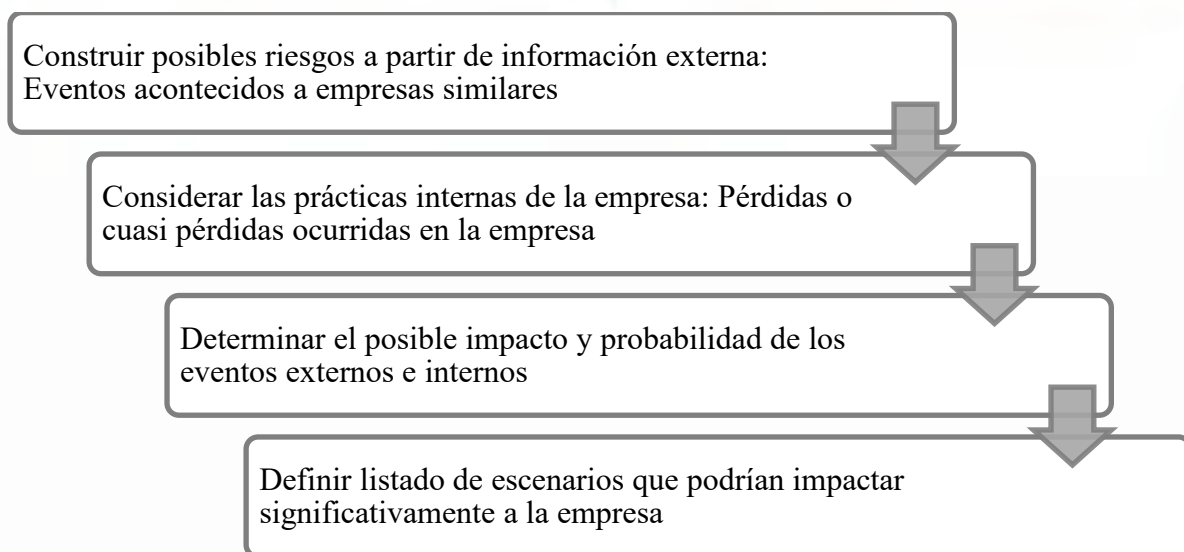 Construir posibles riesgos a partir de información externa:
Eventos acontecidos a empresas similares
Considerar las prácticas internas de la empresa: Pérdidas o
cuasi pérdidas ocurridas en la empresa
Determinar el posible impacto y probabilidad de los
eventos externos e internos
Definir listado de escenarios que podrían impactar
significativamente a la empresa